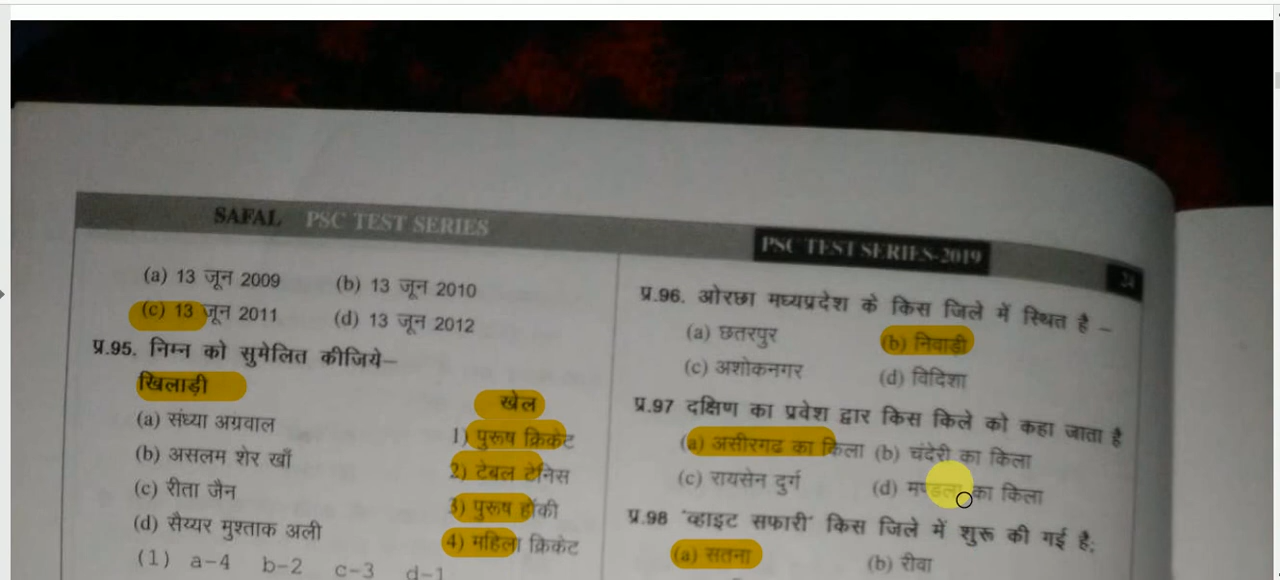 SAFAL PSC TEST SERIES
PSC TEST SERIES-2019
24
(a) 13 जून 2009 (b) 13 जून 2010
(c) 13 जून 2011 (d) 13 जून 2012
प्र.95. निम्न को सुमेलित कीजिये–
खिलाड़ी खेल
(a) संध्या अग्रवाल 1) पुरूष क्रिकेट
(b) असलम शेर खाँ 2) टेबल टेनिस
(c) रीता जैन 3) पुरूष हॉकी
(d) सैय्यर मुश्ताक अली 4) महिला क्रिकेट
(1) a-4 b-2 c-3 d-1
प्र.96. ओरछा मध्यप्रदेश के किस जिले में स्थित है –
(a) छतरपुर (b) निवाड़ी
(c) अशोकनगर (d) विदिशा
प्र.97 दक्षिण का प्रवेश द्वार किस किले को कहा जाता है
(a) असीरगढ का किला (b) चंदेरी का किला
(c) रायसेन दुर्ग (d) मण्डला का किला
प्र.98 'व्हाइट सफारी' किस जिले में शुरू की गई है:
(a) सतना (b) रीवा